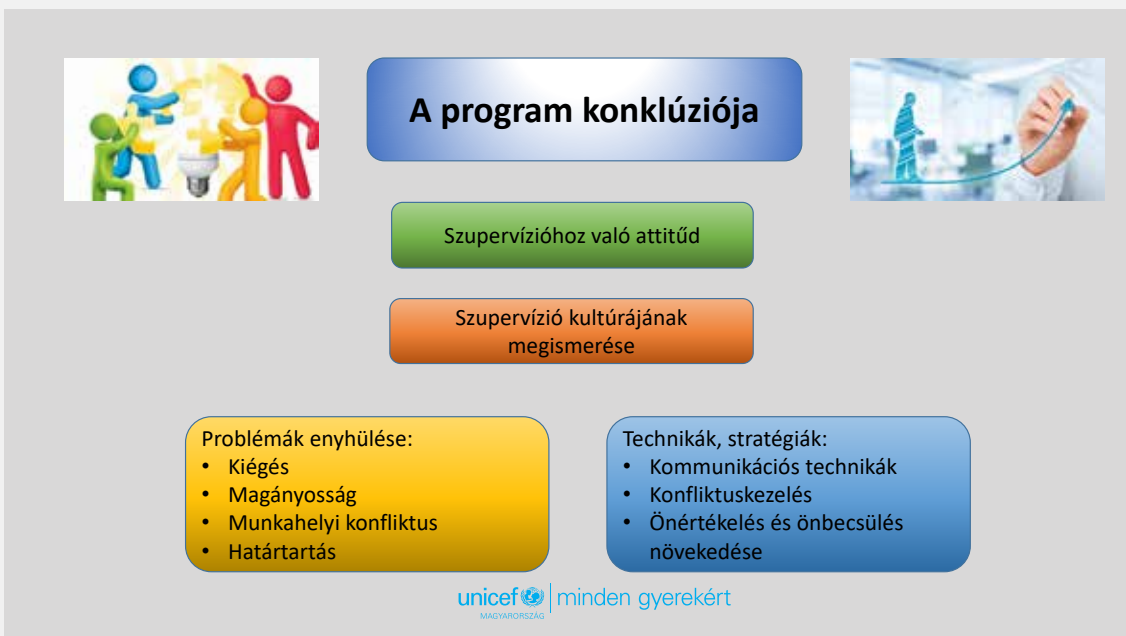 A program konklúziója
Szupervízióhoz való attitűd
Szupervízió kultúrájának
megismerése
Problémák enyhülése:
• Kiégés
• Magányosság
• Munkahelyi konfliktus
• Határtartás
Technikák, stratégiák:
• Kommunikációs technikák
• Konfliktuskezelés
• Önértékelés és önbecsülés
növekedése
unicef | minden gyerekért
MAGYARORSZÁG